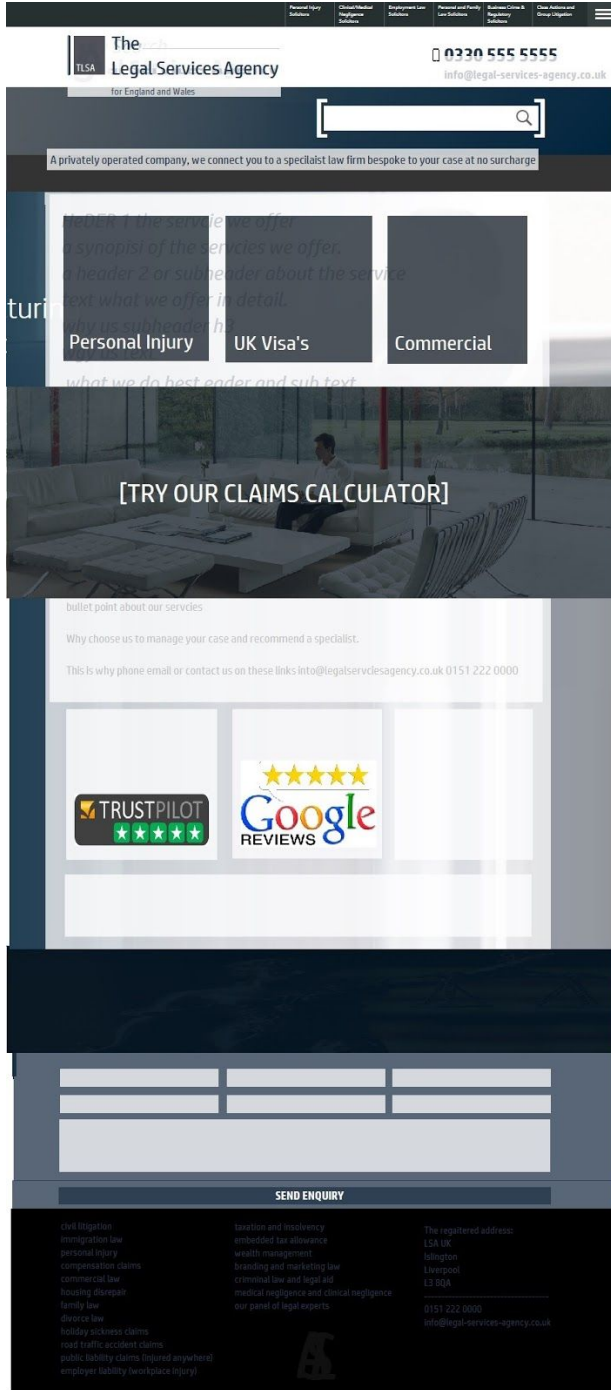 Personal Injury
Solicitors
Clinical/Medical
Negligence
Solicitors
Employment Law
Solicitors
Personal and Family
Law Solicitors
Business Crime &
Regulatory
Solicitors
Class Actions and
Group Litigation
TLSA
The
Legal Services Agency
for England and Wales
0330 555 5555
info@legal-services-agency.co.uk
A privately operated company, we connect you to a specilaist law firm bespoke to your case at no surcharge
HeDER 1 the servcie we offer
a synopisi of the servcies we offer.
a header 2 or subheader about the service
text what we offer in detail.
why us subheader h3
what we do best eader and sub text
turin
Personal Injury
UK Visa's
Commercial
[TRY OUR CLAIMS CALCULATOR]
bullet point about our servcies
Why choose us to manage your case and recommend a specialist.
This is why phone email or contact us on these links into@legalservclesagency.co.uk 0151 222 0000
TRUSTPILOT
Google
REVIEWS
SEND ENQUIRY
civil litigation
immigration law
personal injury
compensation claims
commercial law
housing disrepair
family law
divorce law
holiday sickness claims
road traffic accident claims
public liability claims (injured anywhere)
employer liability (workplace injury)
taxation and insolvency
embedded tax allowance
wealth management
branding and marketing law
criminal law and legal aid
medical negligence and clinical negligence
our panel of legal experts
The regaitered address:
LSA UK
Islington
Liverpool
L3 8QA
0151 222 0000
info@legal-services-agency.co.uk